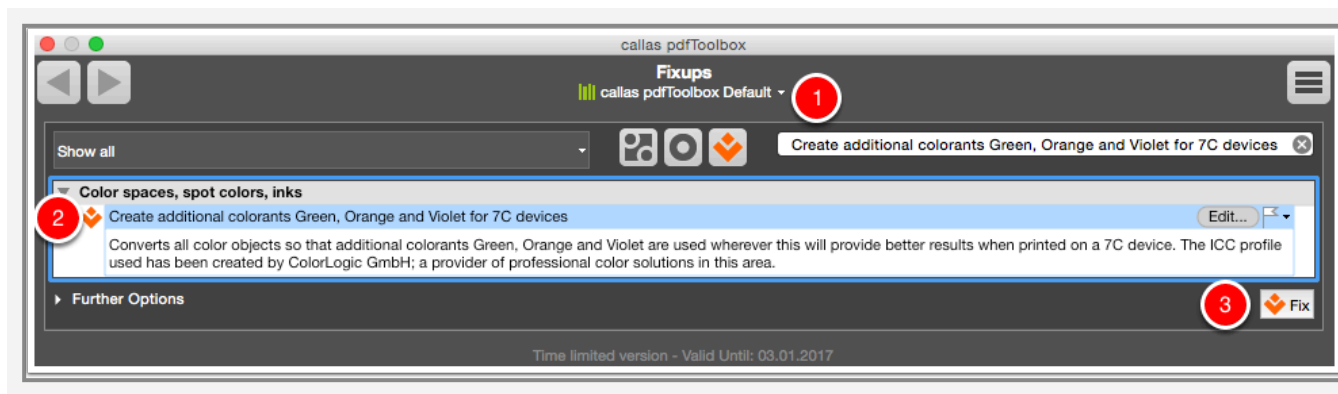 callas pdfToolbox
Fixups
callas pdfToolbox Default
1
Show all
Create additional colorants Green, Orange and Violet for 7C devices
Color spaces, spot colors, inks
2
Create additional colorants Green, Orange and Violet for 7C devices
Edit...
Converts all color objects so that additional colorants Green, Orange and Violet are used wherever this will provide better results when printed on a 7C device. The ICC profile
used has been created by ColorLogic GmbH; a provider of professional color solutions in this area.
Further Options
3
Fix
Time limited version - Valid Until: 03.01.2017